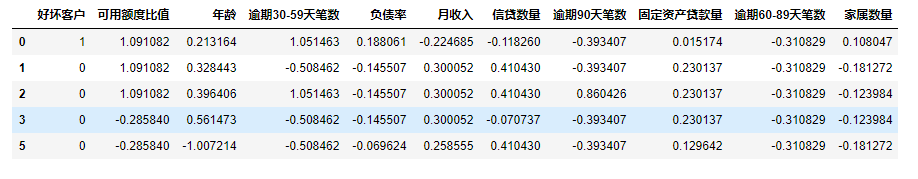 好坏客户 可用额度比值 年龄 逾期30-59天笔数 负债率 月收入 信贷数量 逾期90天笔数 固定资产贷款量 逾期60-89天笔数 家属数量
0 1 1.091082 0.213164 1.051463 0.188061 -0.224685 -0.118260 -0.393407 0.015174 -0.310829 0.108047
1 0 1.091082 0.328443 -0.508462 -0.145507 0.300052 0.410430 -0.393407 0.230137 -0.310829 -0.181272
2 0 1.091082 0.396406 1.051463 -0.145507 0.300052 0.410430 0.860426 0.230137 -0.310829 -0.123984
3 0 -0.285840 0.561473 -0.508462 -0.145507 0.300052 -0.070737 -0.393407 0.230137 -0.310829 -0.123984
5 0 -0.285840 -1.007214 -0.508462 -0.069624 0.258555 0.410430 -0.393407 0.129642 -0.310829 -0.181272